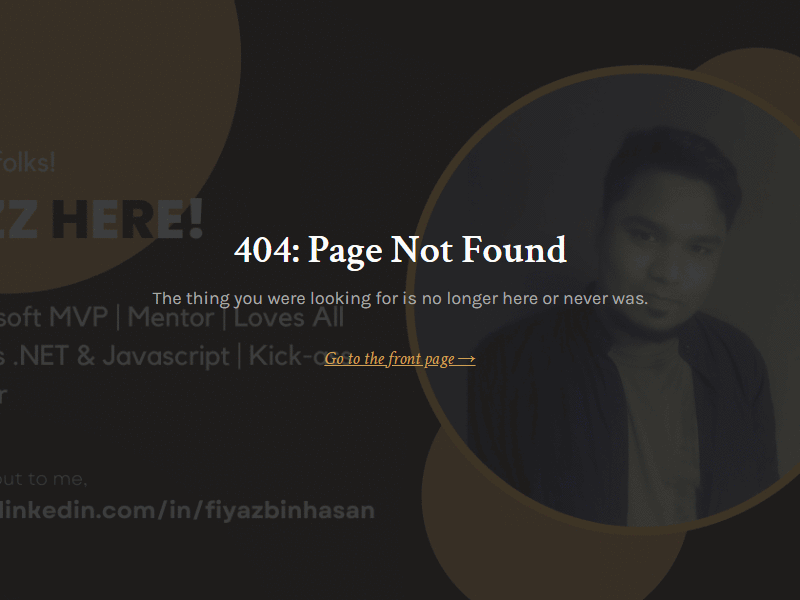 folks!
ZZ HERE!
404: Page Not Found
The thing you were looking for is no longer here or never was.
soft MVP | Mentor | Loves All
s .NET & Javascript | Kick-ass
Go to the front page →
r
out to me,
linkedin.com/in/fiyazbinhasan